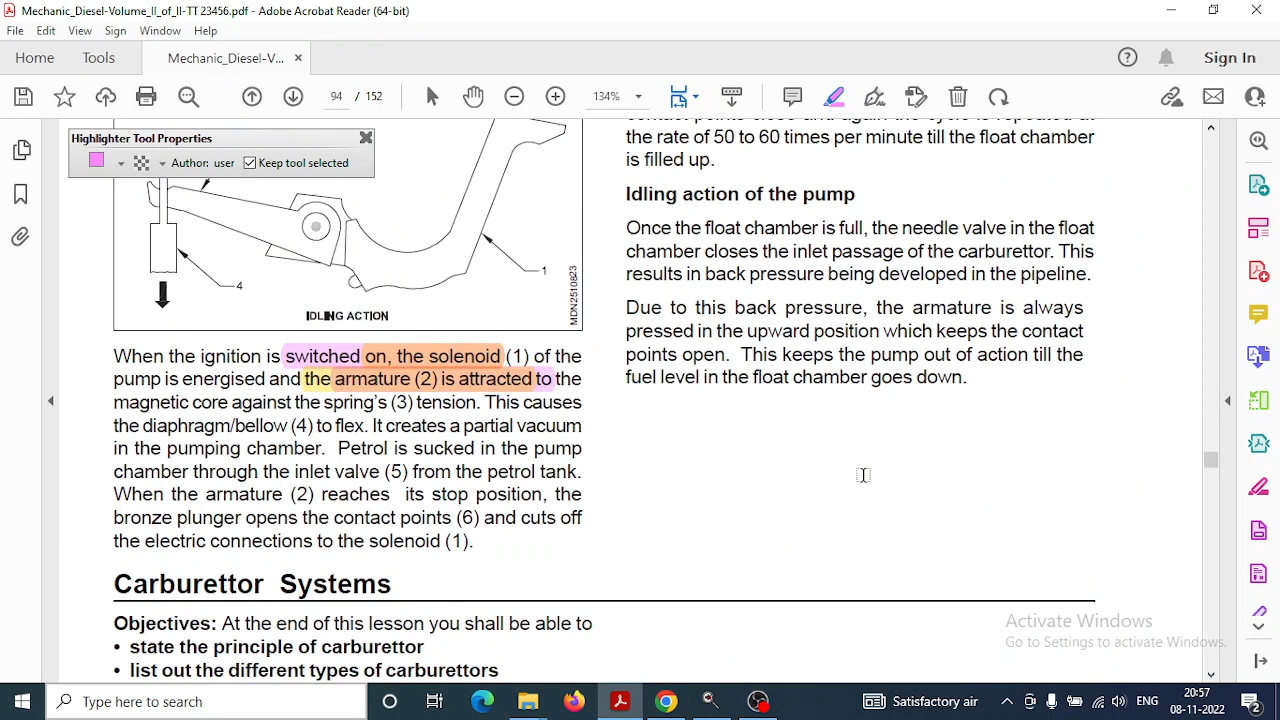 Mechanic_Diesel-Volume_II_of_II-TT 23456.pdf - Adobe Acrobat Reader (64-bit)
File Edit View Sign Window Help
Home Tools Mechanic_Diesel-V... Sign In
94 / 152 134%
Highlighter Tool Properties
Author: user Keep tool selected
4
1
MDN2510823
IDLING ACTION
When the ignition is switched on, the solenoid (1) of the
pump is energised and the armature (2) is attracted to the
magnetic core against the spring's (3) tension. This causes
the diaphragm/bellow (4) to flex. It creates a partial vacuum
in the pumping chamber. Petrol is sucked in the pump
chamber through the inlet valve (5) from the petrol tank.
When the armature (2) reaches its stop position, the
bronze plunger opens the contact points (6) and cuts off
the electric connections to the solenoid (1).
contact points close and again the cycle is repeated at
the rate of 50 to 60 times per minute till the float chamber
is filled up.
Idling action of the pump
Once the float chamber is full, the needle valve in the float
chamber closes the inlet passage of the carburettor. This
results in back pressure being developed in the pipeline.
Due to this back pressure, the armature is always
pressed in the upward position which keeps the contact
points open. This keeps the pump out of action till the
fuel level in the float chamber goes down.
Carburettor Systems
Objectives: At the end of this lesson you shall be able to
• state the principle of carburettor
• list out the different types of carburettors
Activate Windows
Go to Settings to activate Windows.
Type here to search
Satisfactory air
ENG
20:57
08-11-2022
2